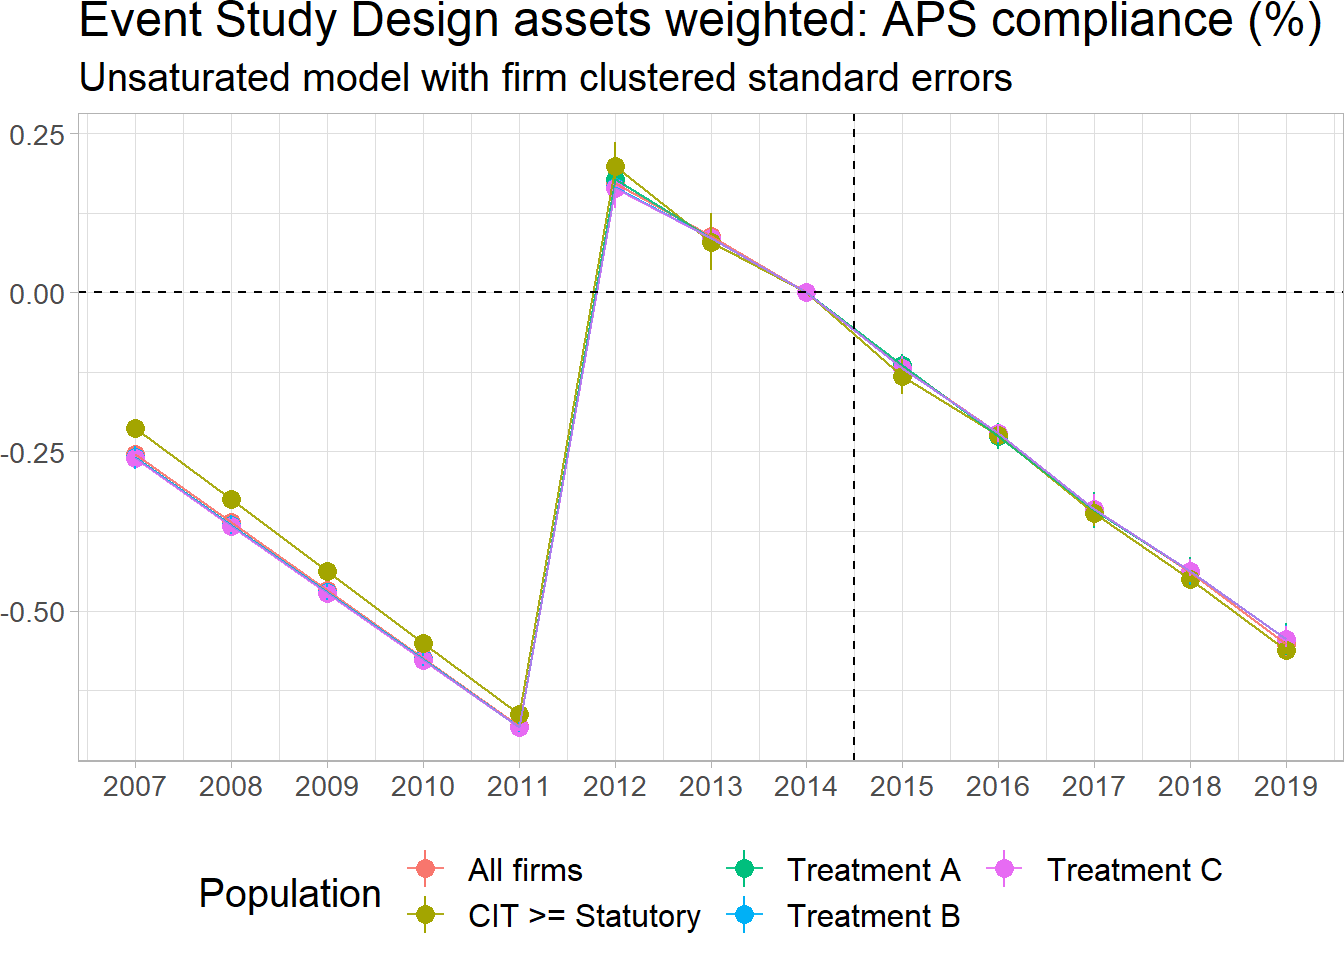 Event Study Design assets weighted: APS compliance (%)
Unsaturated model with firm clustered standard errors
0.25
0.00
-0.25
-0.50
2007 2008 2009 2010 2011 2012 2013 2014 2015 2016 2017 2018 2019
Population
All firms
CIT >= Statutory
Treatment A
Treatment B
Treatment C